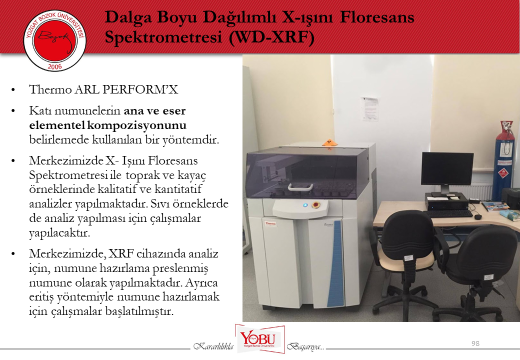 Dalga Boyu Dağılımlı X-ışını Floresans
Spektrometresi (WD-XRF)
YOZGAT BOZOK ÜNİVERSİTESİ
Bozok
2006
• Thermo ARL PERFORM'X
• Katı numunelerin ana ve eser
elementel kompozisyonunu
belirlemede kullanılan bir yöntemdir.
• Merkezimizde X- Işını Floresans
Spektrometresi ile toprak ve kayaç
örneklerinde kalitatif ve kantitatif
analizler yapılmaktadır. Sıvı örneklerde
de analiz yapılması için çalışmalar
yapılacaktır.
• Merkezimizde, XRF cihazında analiz
için, numune hazırlama preslenmiş
numune olarak yapılmaktadır. Ayrıca
eritiş yöntemiyle numune hazırlamak
için çalışmalar başlatılmıştır.
Kararlılıkla
YOBÜ
Başarıya...
98